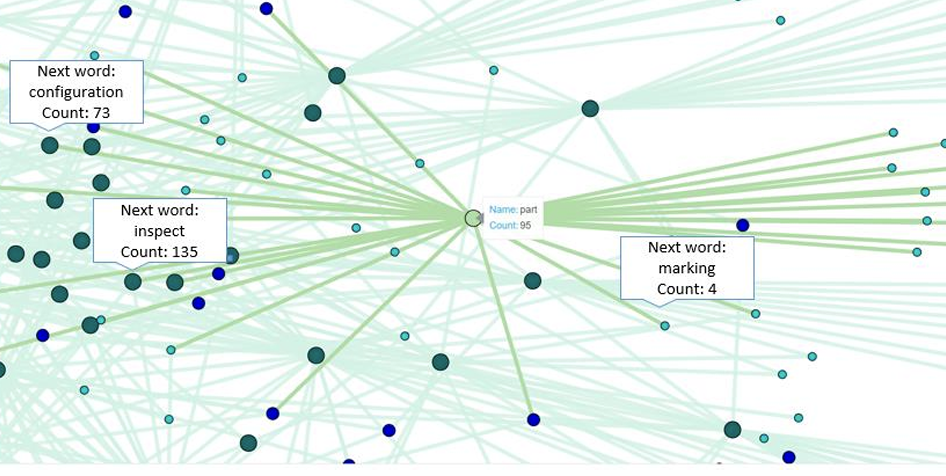 Next word:
configuration
Count: 73
Next word:
inspect
Count: 135
Name: part
Count: 95
Next word:
marking
Count: 4